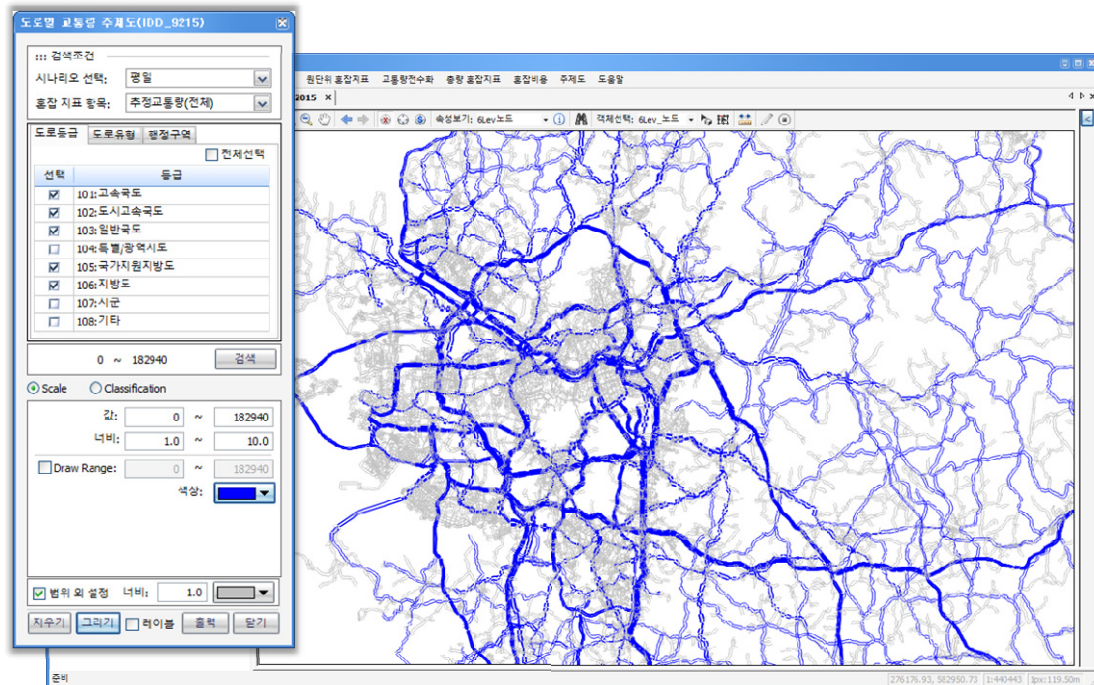 도로별 교통량 주제도(IDD_9215)
::: 검색조건
시나리오 선택: 평일
혼잡 지표 항목: 추정교통량(전체)
도로등급 도로유형 행정구역
전체선택
선택 등급
101:고속국도
102:도시고속국도
103:일반국도
104:특별/광역시도
105:국가지원지방도
106:지방도
107:시군
108:기타
0 ~ 182940 검색
Scale Classification
값: 0 ~ 182940
너비: 1.0 ~ 10.0
Draw Range: 0 ~ 182940
색상:
범위 외 설정 너비: 1.0
지우기 그리기 레이블 출력 닫기
원단위 혼잡지표 교통량전수화 총량 혼잡지표 혼잡비용 주제도 도움말
2015 ×
속성보기: 6Lev노드 객체선택: 6Lev_노드
준비 276176.93, 582950.73 1:440443 1px:119.50m